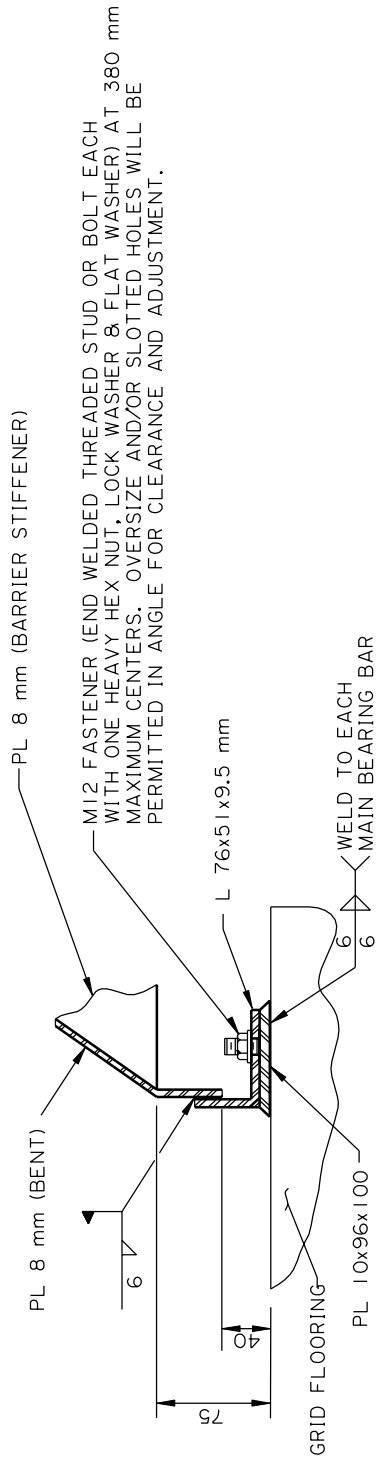 PL 8 mm (BARRIER STIFFENER)
PL 8 mm (BENT)
M12 FASTENER (END WELDED THREADED STUD OR BOLT EACH
WITH ONE HEAVY HEX NUT, LOCK WASHER & FLAT WASHER) AT 380 mm
MAXIMUM CENTERS. OVERSIZE AND/OR SLOTTED HOLES WILL BE
PERMITTED IN ANGLE FOR CLEARANCE AND ADJUSTMENT.
6
L 76x51x9.5 mm
75
40
GRID FLOORING
PL 10x96x100
6
6
WELD TO EACH
MAIN BEARING BAR